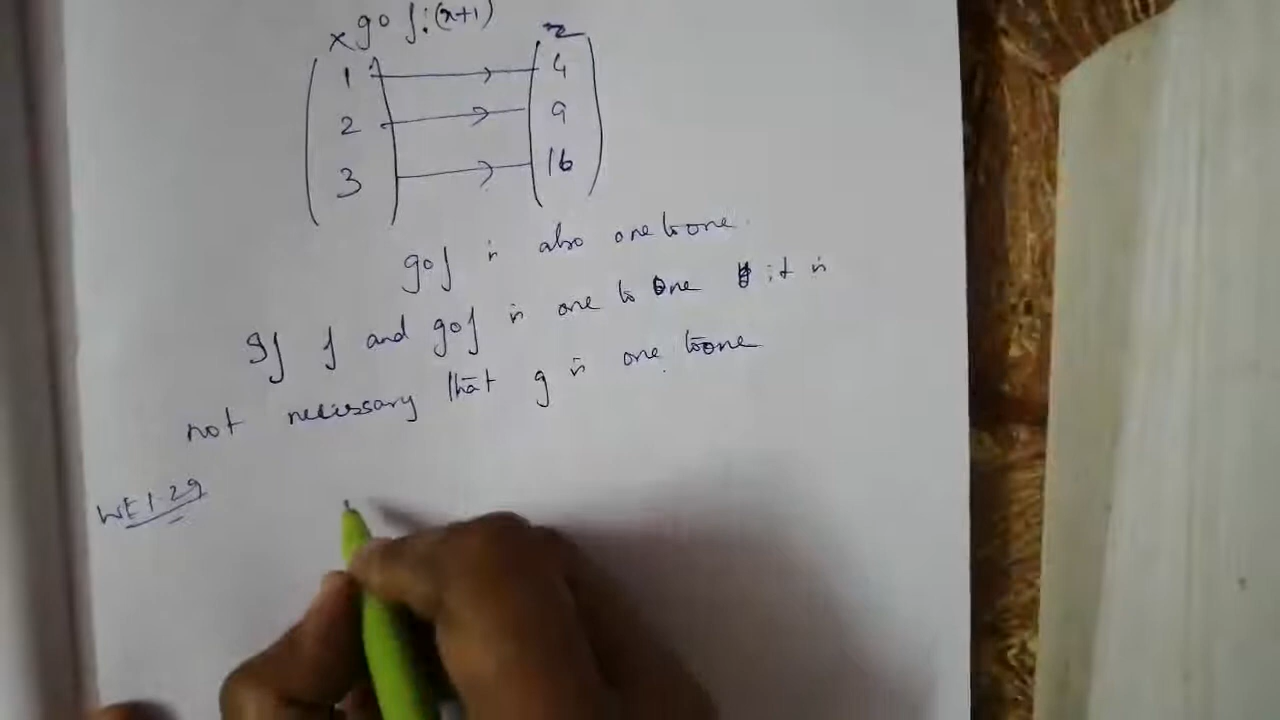 x gof:(x+1) z
1 4
2 9
3 16
gof is also one to one.
If f and gof is one to one it is
not necessary that g is one to one
WE 1.29